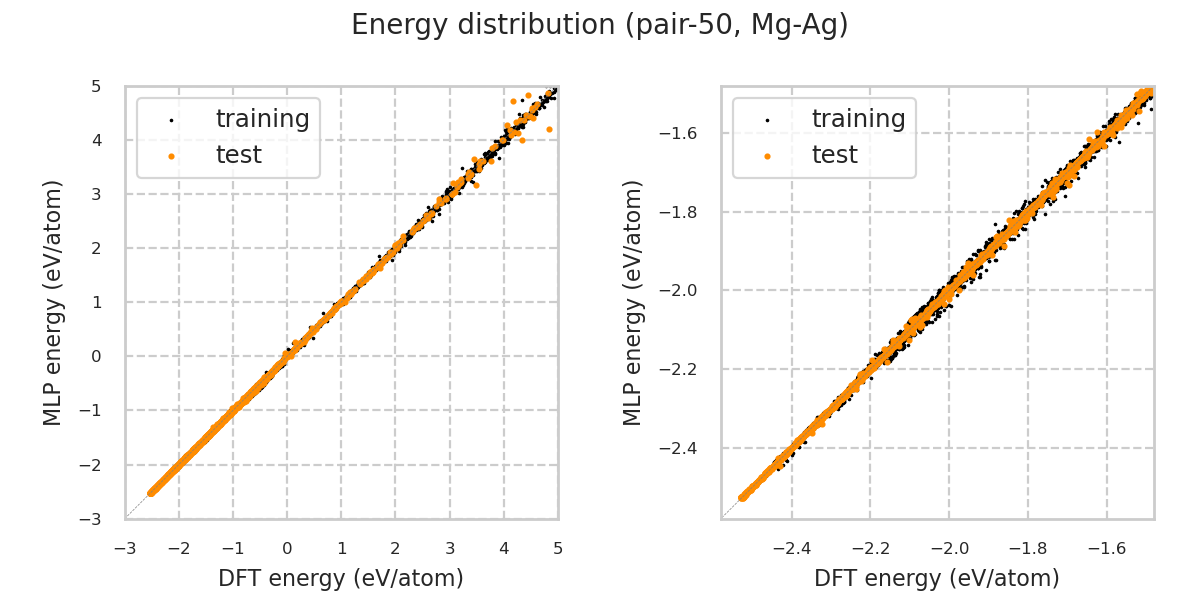 Energy distribution (pair-50, Mg-Ag)
5
4
3
2
1
0
−1
−2
−3
MLP energy (eV/atom)
training
test
−3 −2 −1 0 1 2 3 4 5
DFT energy (eV/atom)
−1.6
−1.8
−2.0
−2.2
−2.4
MLP energy (eV/atom)
training
test
−2.4 −2.2 −2.0 −1.8 −1.6
DFT energy (eV/atom)